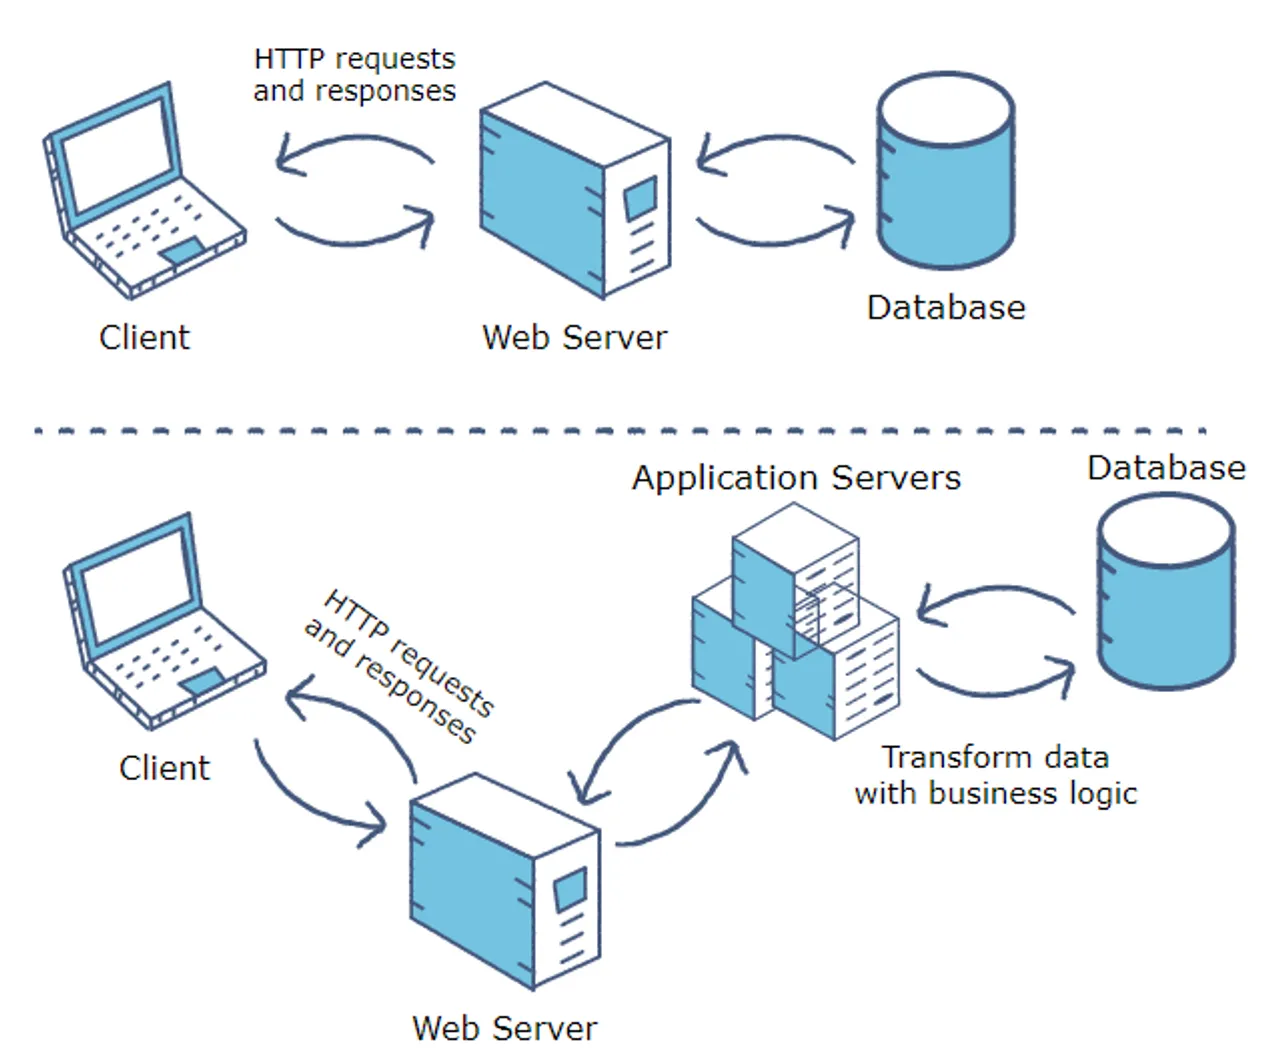 HTTP requests
and responses
Client
Web Server
Database
Application Servers
Database
HTTP requests
and responses
Client
Transform data
with business logic
Web Server